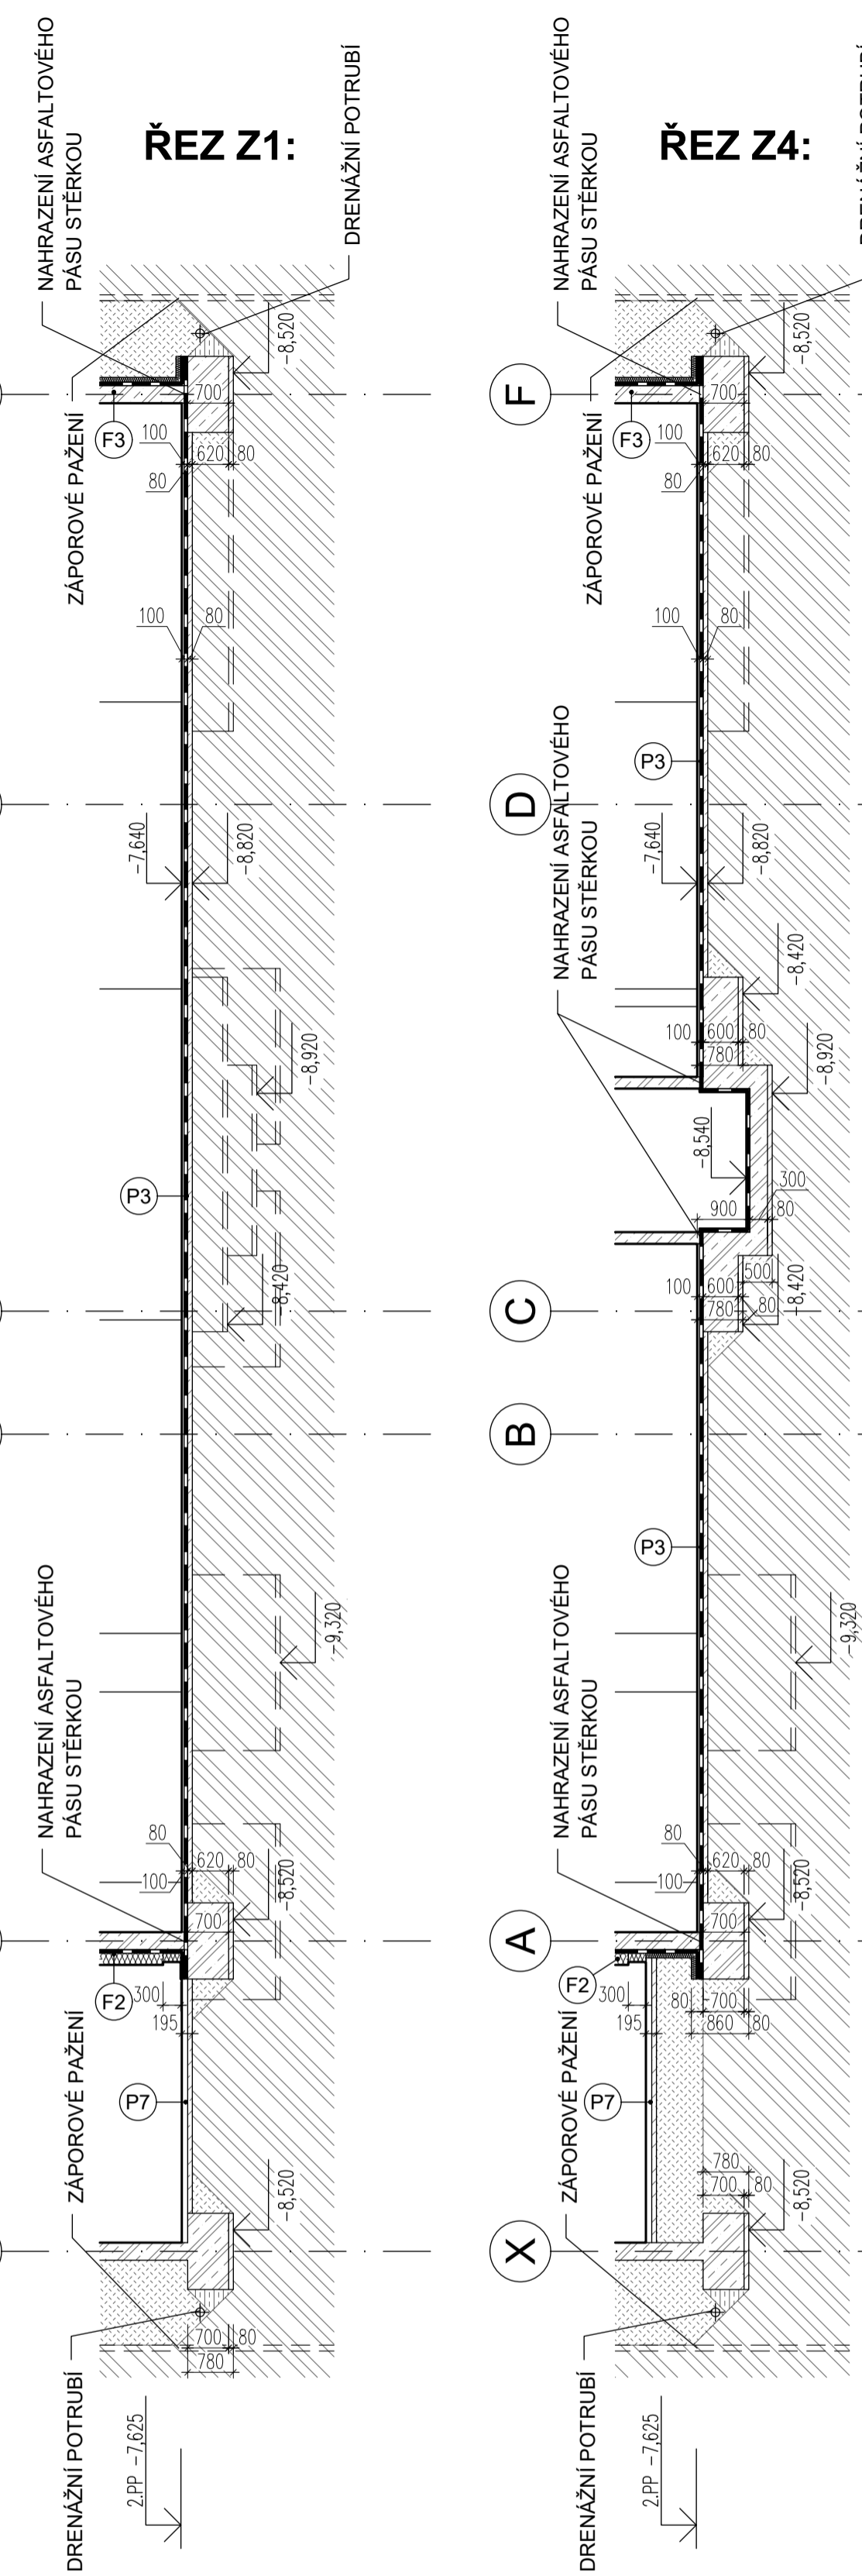 ŘEZ Z1:
NAHRAZENÍ ASFALTOVÉHO
PÁSU STĚRKOU
DRENÁŽNÍ POTRUBÍ
ZÁPOROVÉ PAŽENÍ
-8,520
700
F3
100
620
80
80
100
80
-7,640
-8,820
-8,920
P3
-8,420
-9,320
NAHRAZENÍ ASFALTOVÉHO
PÁSU STĚRKOU
80
620
80
100
-8,520
700
F2
300
195
ZÁPOROVÉ PAŽENÍ
P7
-8,520
700
80
780
DRENÁŽNÍ POTRUBÍ
2.PP -7,625
ŘEZ Z4:
NAHRAZENÍ ASFALTOVÉHO
PÁSU STĚRKOU
ZÁPOROVÉ PAŽENÍ
-8,520
F
700
F3
100
620
80
80
100
80
P3
D
NAHRAZENÍ ASFALTOVÉHO
PÁSU STĚRKOU
-7,640
-8,820
-8,420
100
600
80
780
-8,920
-8,540
300
900
80
500
100
600
-8,420
780
80
C
B
P3
-9,320
NAHRAZENÍ ASFALTOVÉHO
PÁSU STĚRKOU
80
620
80
100
-8,520
700
A
F2
300
195
80
700
860
80
ZÁPOROVÉ PAŽENÍ
P7
780
700
80
-8,520
X
DRENÁŽNÍ POTRUBÍ
2.PP -7,625